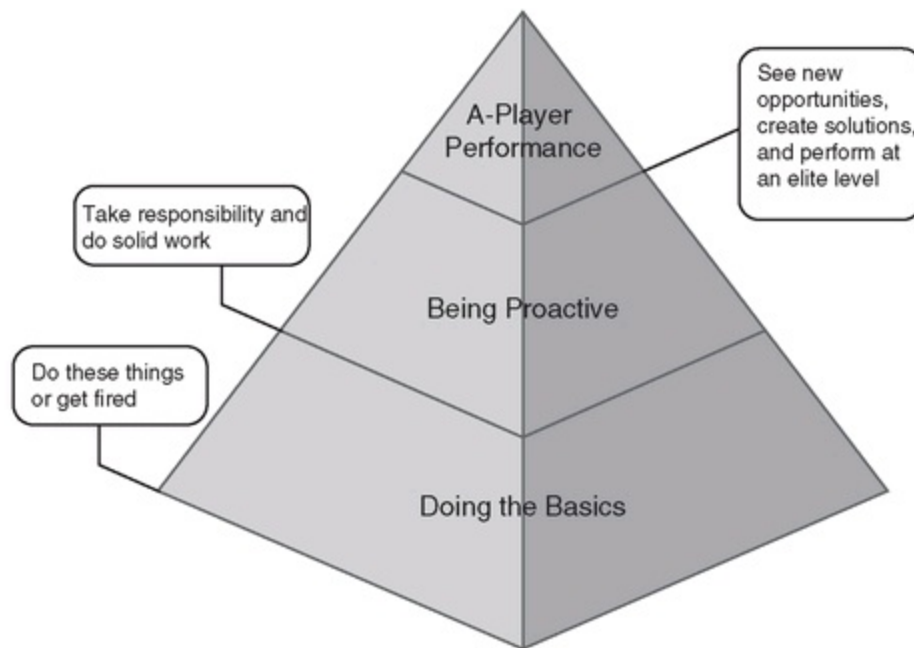 A-Player
Performance
See new
opportunities,
create solutions,
and perform at
an elite level
Take responsibility and
do solid work
Being Proactive
Do these things
or get fired
Doing the Basics